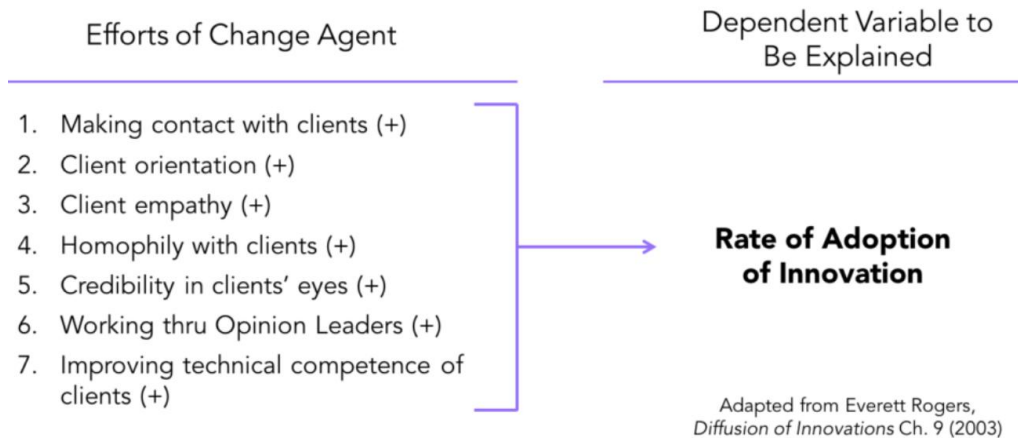 Efforts of Change Agent
1. Making contact with clients (+)
2. Client orientation (+)
3. Client empathy (+)
4. Homophily with clients (+)
5. Credibility in clients’ eyes (+)
6. Working thru Opinion Leaders (+)
7. Improving technical competence of
clients (+)
Dependent Variable to
Be Explained
Rate of Adoption
of Innovation
Adapted from Everett Rogers,
Diffusion of Innovations Ch. 9 (2003)